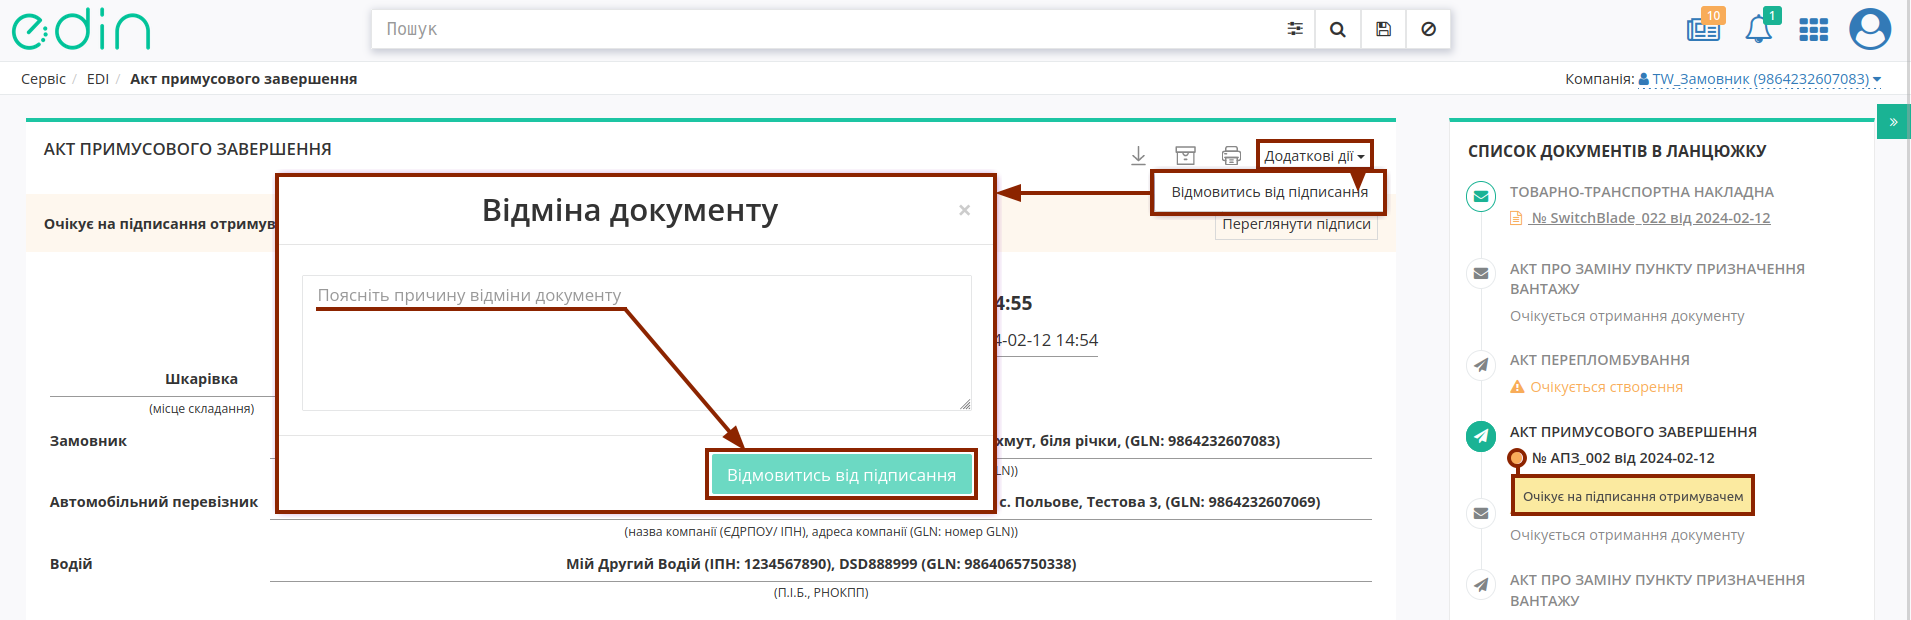 edin
Пошук
10
1
Сервіс / EDI / Акт примусового завершення
Компанія: TW_Замовник (9864232607083)
АКТ ПРИМУСОВОГО ЗАВЕРШЕННЯ
Додаткові дії
Відмовитись від підписання
Очікує на підписання отримув
Переглянути підписи
Відміна документу
×
Поясніть причину відміни документу
Відмовитись від підписання
4:55
4-02-12 14:54
Шкарівка
(місце складання)
Замовник
хмут, біля річки, (GLN: 9864232607083)
LN))
Автомобільний перевізник
с. Польове, Тестова 3, (GLN: 9864232607069)
(назва компанії (ЄДРПОУ/ ІПН), адреса компанії (GLN: номер GLN))
Водій
Мій Другий Водій (ІПН: 1234567890), DSD888999 (GLN: 9864065750338)
(П.І.Б., РНОКПП)
»
СПИСОК ДОКУМЕНТІВ В ЛАНЦЮЖКУ
ТОВАРНО-ТРАНСПОРТНА НАКЛАДНА
№ SwitchBlade_022 від 2024-02-12
АКТ ПРО ЗАМІНУ ПУНКТУ ПРИЗНАЧЕННЯ
ВАНТАЖУ
Очікується отримання документу
АКТ ПЕРЕПЛОМБУВАННЯ
Очікується створення
АКТ ПРИМУСОВОГО ЗАВЕРШЕННЯ
№ АПЗ_002 від 2024-02-12
Очікує на підписання отримувачем
Очікується отримання документу
АКТ ПРО ЗАМІНУ ПУНКТУ ПРИЗНАЧЕННЯ
ВАНТАЖУ